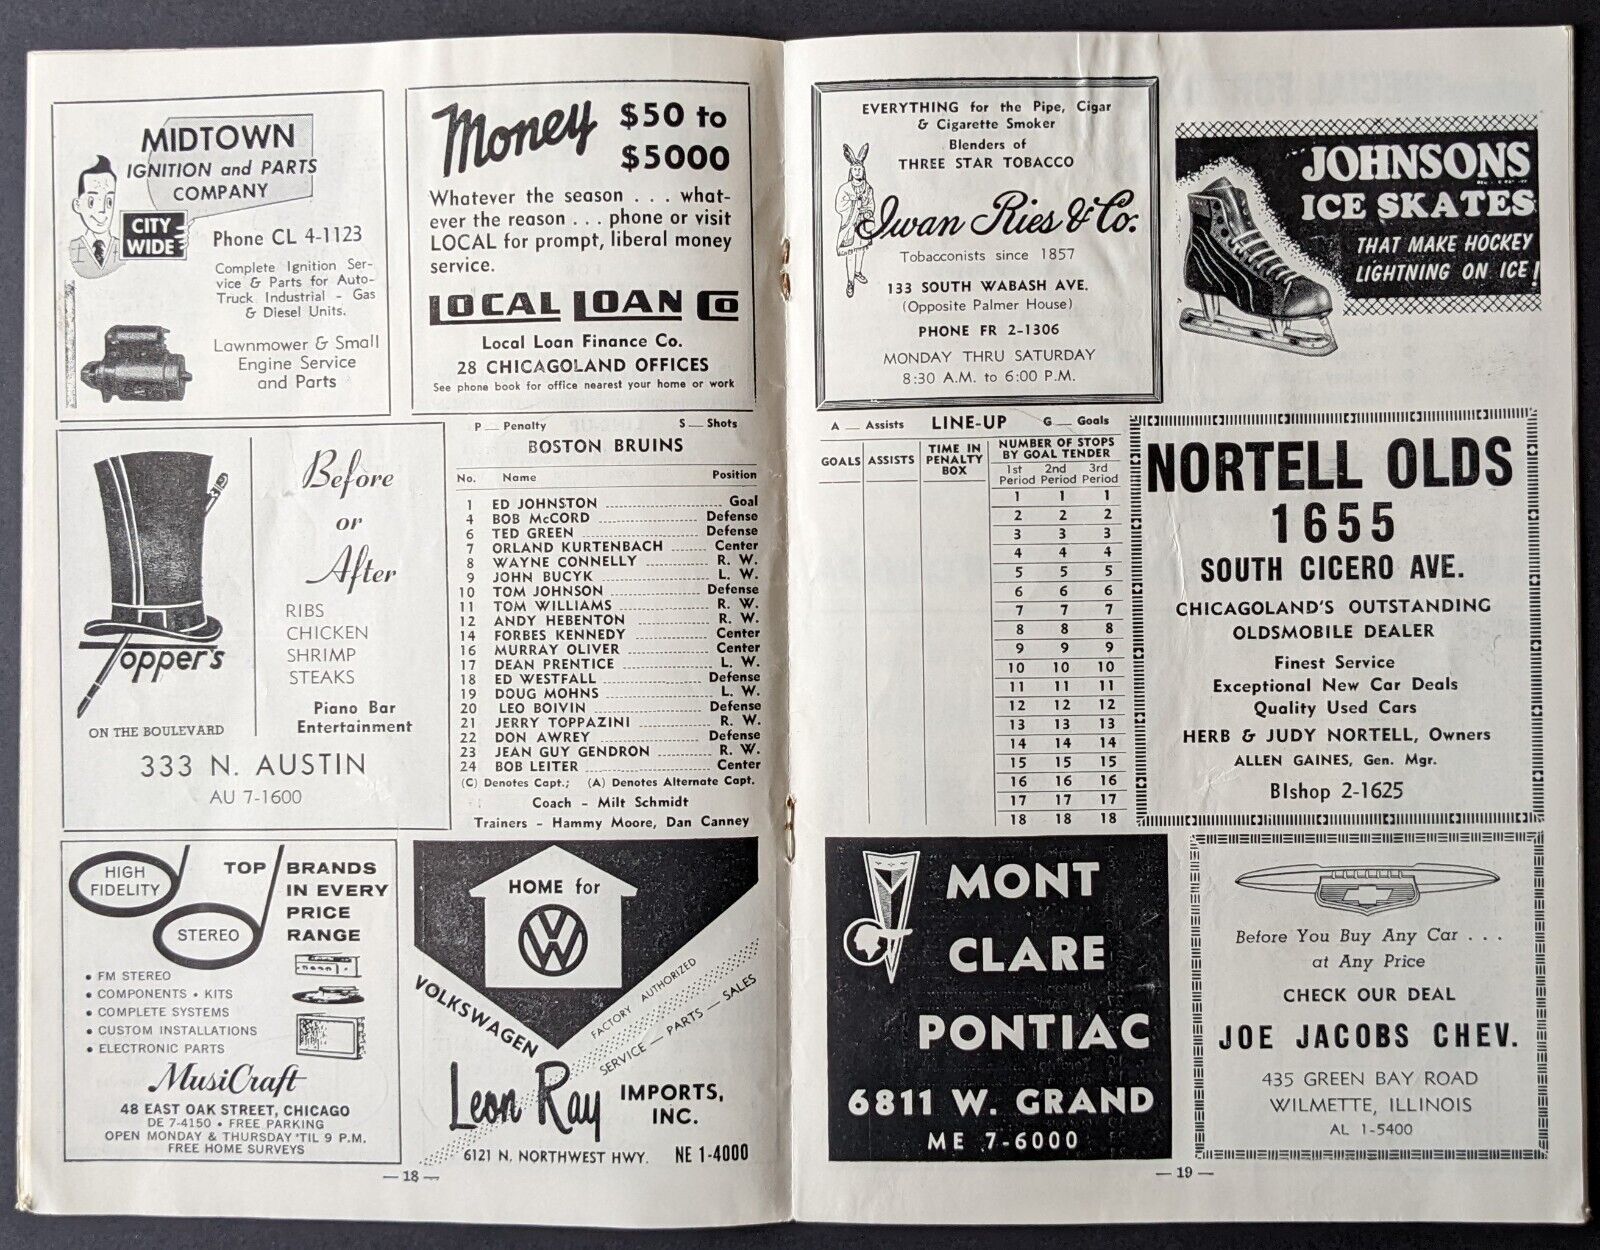 MIDTOWN
IGNITION and PARTS
COMPANY
CITY
WIDE
Phone CL 4-1123
Complete Ignition Ser-
vice & Parts for Auto-
Truck Industrial - Gas
& Diesel Units.
Lawnmower & Small
Engine Service
and Parts
Money $50 to
$5000
Whatever the season . . . what-
ever the reason . . . phone or visit
LOCAL for prompt, liberal money
service.
LOCAL LOAN CO
Local Loan Finance Co.
28 CHICAGOLAND OFFICES
See phone book for office nearest your home or work
Before
or
After
RIBS
CHICKEN
SHRIMP
STEAKS
Topper's
Piano Bar
Entertainment
ON THE BOULEVARD
333 N. AUSTIN
AU 7-1600
P __ Penalty S __ Shots
BOSTON BRUINS
No. Name Position
1 ED JOHNSTON Goal
4 BOB McCORD Defense
6 TED GREEN Defense
7 ORLAND KURTENBACH Center
8 WAYNE CONNELLY R. W.
9 JOHN BUCYK L. W.
10 TOM JOHNSON Defense
11 TOM WILLIAMS R. W.
12 ANDY HEBENTON R. W.
14 FORBES KENNEDY Center
16 MURRAY OLIVER Center
17 DEAN PRENTICE L. W.
18 ED WESTFALL Defense
19 DOUG MOHNS L. W.
20 LEO BOIVIN Defense
21 JERRY TOPPAZINI R. W.
22 DON AWREY Defense
23 JEAN GUY GENDRON R. W.
24 BOB LEITER Center
(C) Denotes Capt.; (A) Denotes Alternate Capt.
Coach - Milt Schmidt
Trainers - Hammy Moore, Dan Canney
HIGH
FIDELITY
STEREO
TOP BRANDS
IN EVERY
PRICE
RANGE
• FM STEREO
• COMPONENTS • KITS
• COMPLETE SYSTEMS
• CUSTOM INSTALLATIONS
• ELECTRONIC PARTS
MusiCraft
48 EAST OAK STREET, CHICAGO
DE 7-4150 • FREE PARKING
OPEN MONDAY & THURSDAY 'TIL 9 P.M.
FREE HOME SURVEYS
HOME for
VW
VOLKSWAGEN
FACTORY AUTHORIZED
SERVICE — PARTS — SALES
Leon Ray IMPORTS,
INC.
6121 N. NORTHWEST HWY. NE 1-4000
— 18 —
EVERYTHING for the Pipe, Cigar
& Cigarette Smoker
Blenders of
THREE STAR TOBACCO
Iwan Ries & Co.
Tobacconists since 1857
133 SOUTH WABASH AVE.
(Opposite Palmer House)
PHONE FR 2-1306
MONDAY THRU SATURDAY
8:30 A.M. to 6:00 P.M.
JOHNSONS
ICE SKATES
THAT MAKE HOCKEY
LIGHTNING ON ICE!
A __ Assists LINE-UP G __ Goals
GOALS ASSISTS TIME IN PENALTY BOX NUMBER OF STOPS BY GOAL TENDER
1st Period 2nd Period 3rd Period
1 1 1
2 2 2
3 3 3
4 4 4
5 5 5
6 6 6
7 7 7
8 8 8
9 9 9
10 10 10
11 11 11
12 12 12
13 13 13
14 14 14
15 15 15
16 16 16
17 17 17
18 18 18
NORTELL OLDS
1655
SOUTH CICERO AVE.
CHICAGOLAND'S OUTSTANDING
OLDSMOBILE DEALER
Finest Service
Exceptional New Car Deals
Quality Used Cars
HERB & JUDY NORTELL, Owners
ALLEN GAINES, Gen. Mgr.
BIshop 2-1625
MONT
CLARE
PONTIAC
6811 W. GRAND
ME 7-6000
Before You Buy Any Car . . .
at Any Price
CHECK OUR DEAL
JOE JACOBS CHEV.
435 GREEN BAY ROAD
WILMETTE, ILLINOIS
AL 1-5400
— 19 —